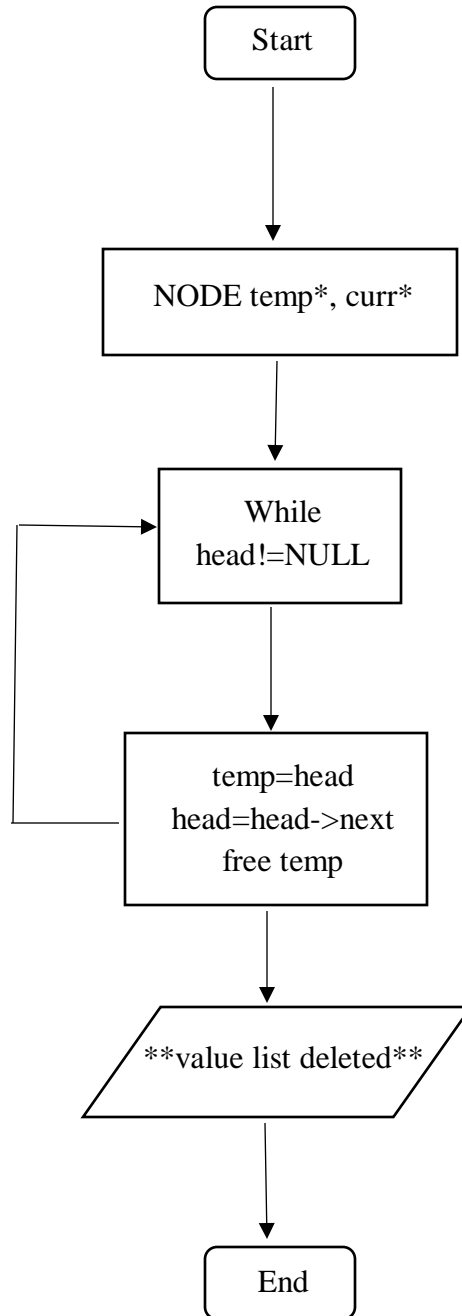 Start
NODE temp*, curr*
While
head!=NULL
temp=head
head=head->next
free temp
**value list deleted**
End